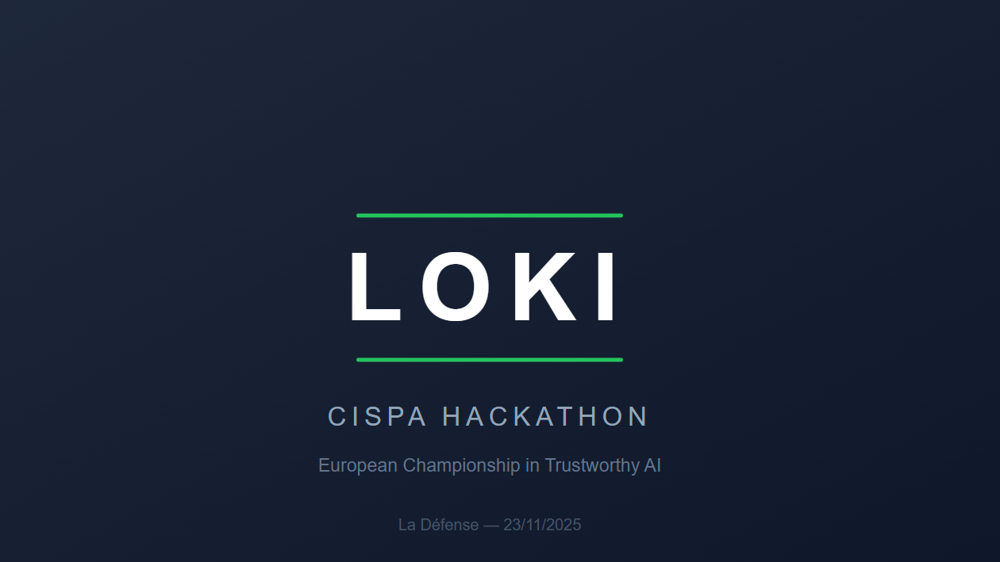 LOKI
CISPA HACKATHON
European Championship in Trustworthy AI
La Défense — 23/11/2025